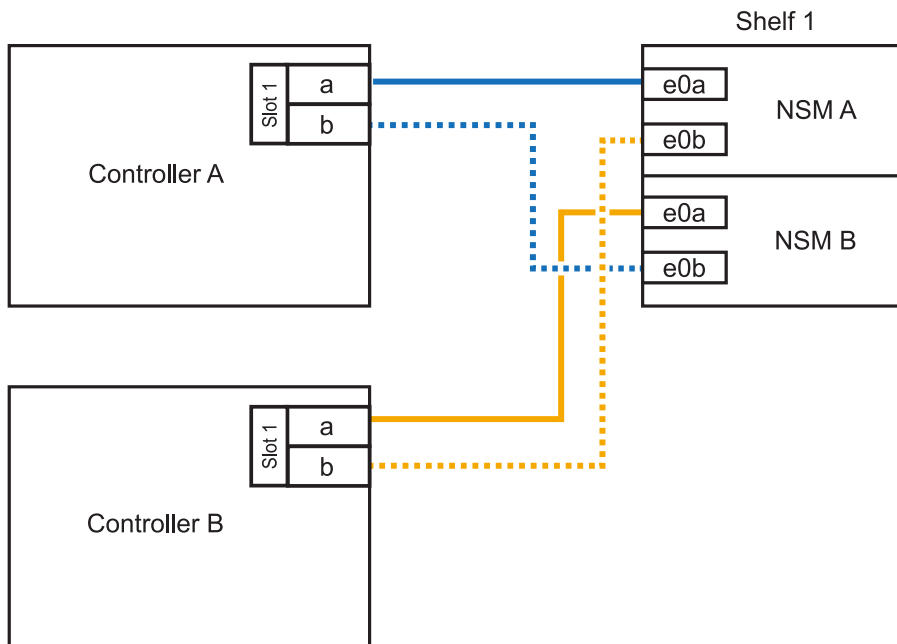 Shelf 1
Slot 1
a
b
Controller A
e0a
e0b
NSM A
e0a
e0b
NSM B
Slot 1
a
b
Controller B